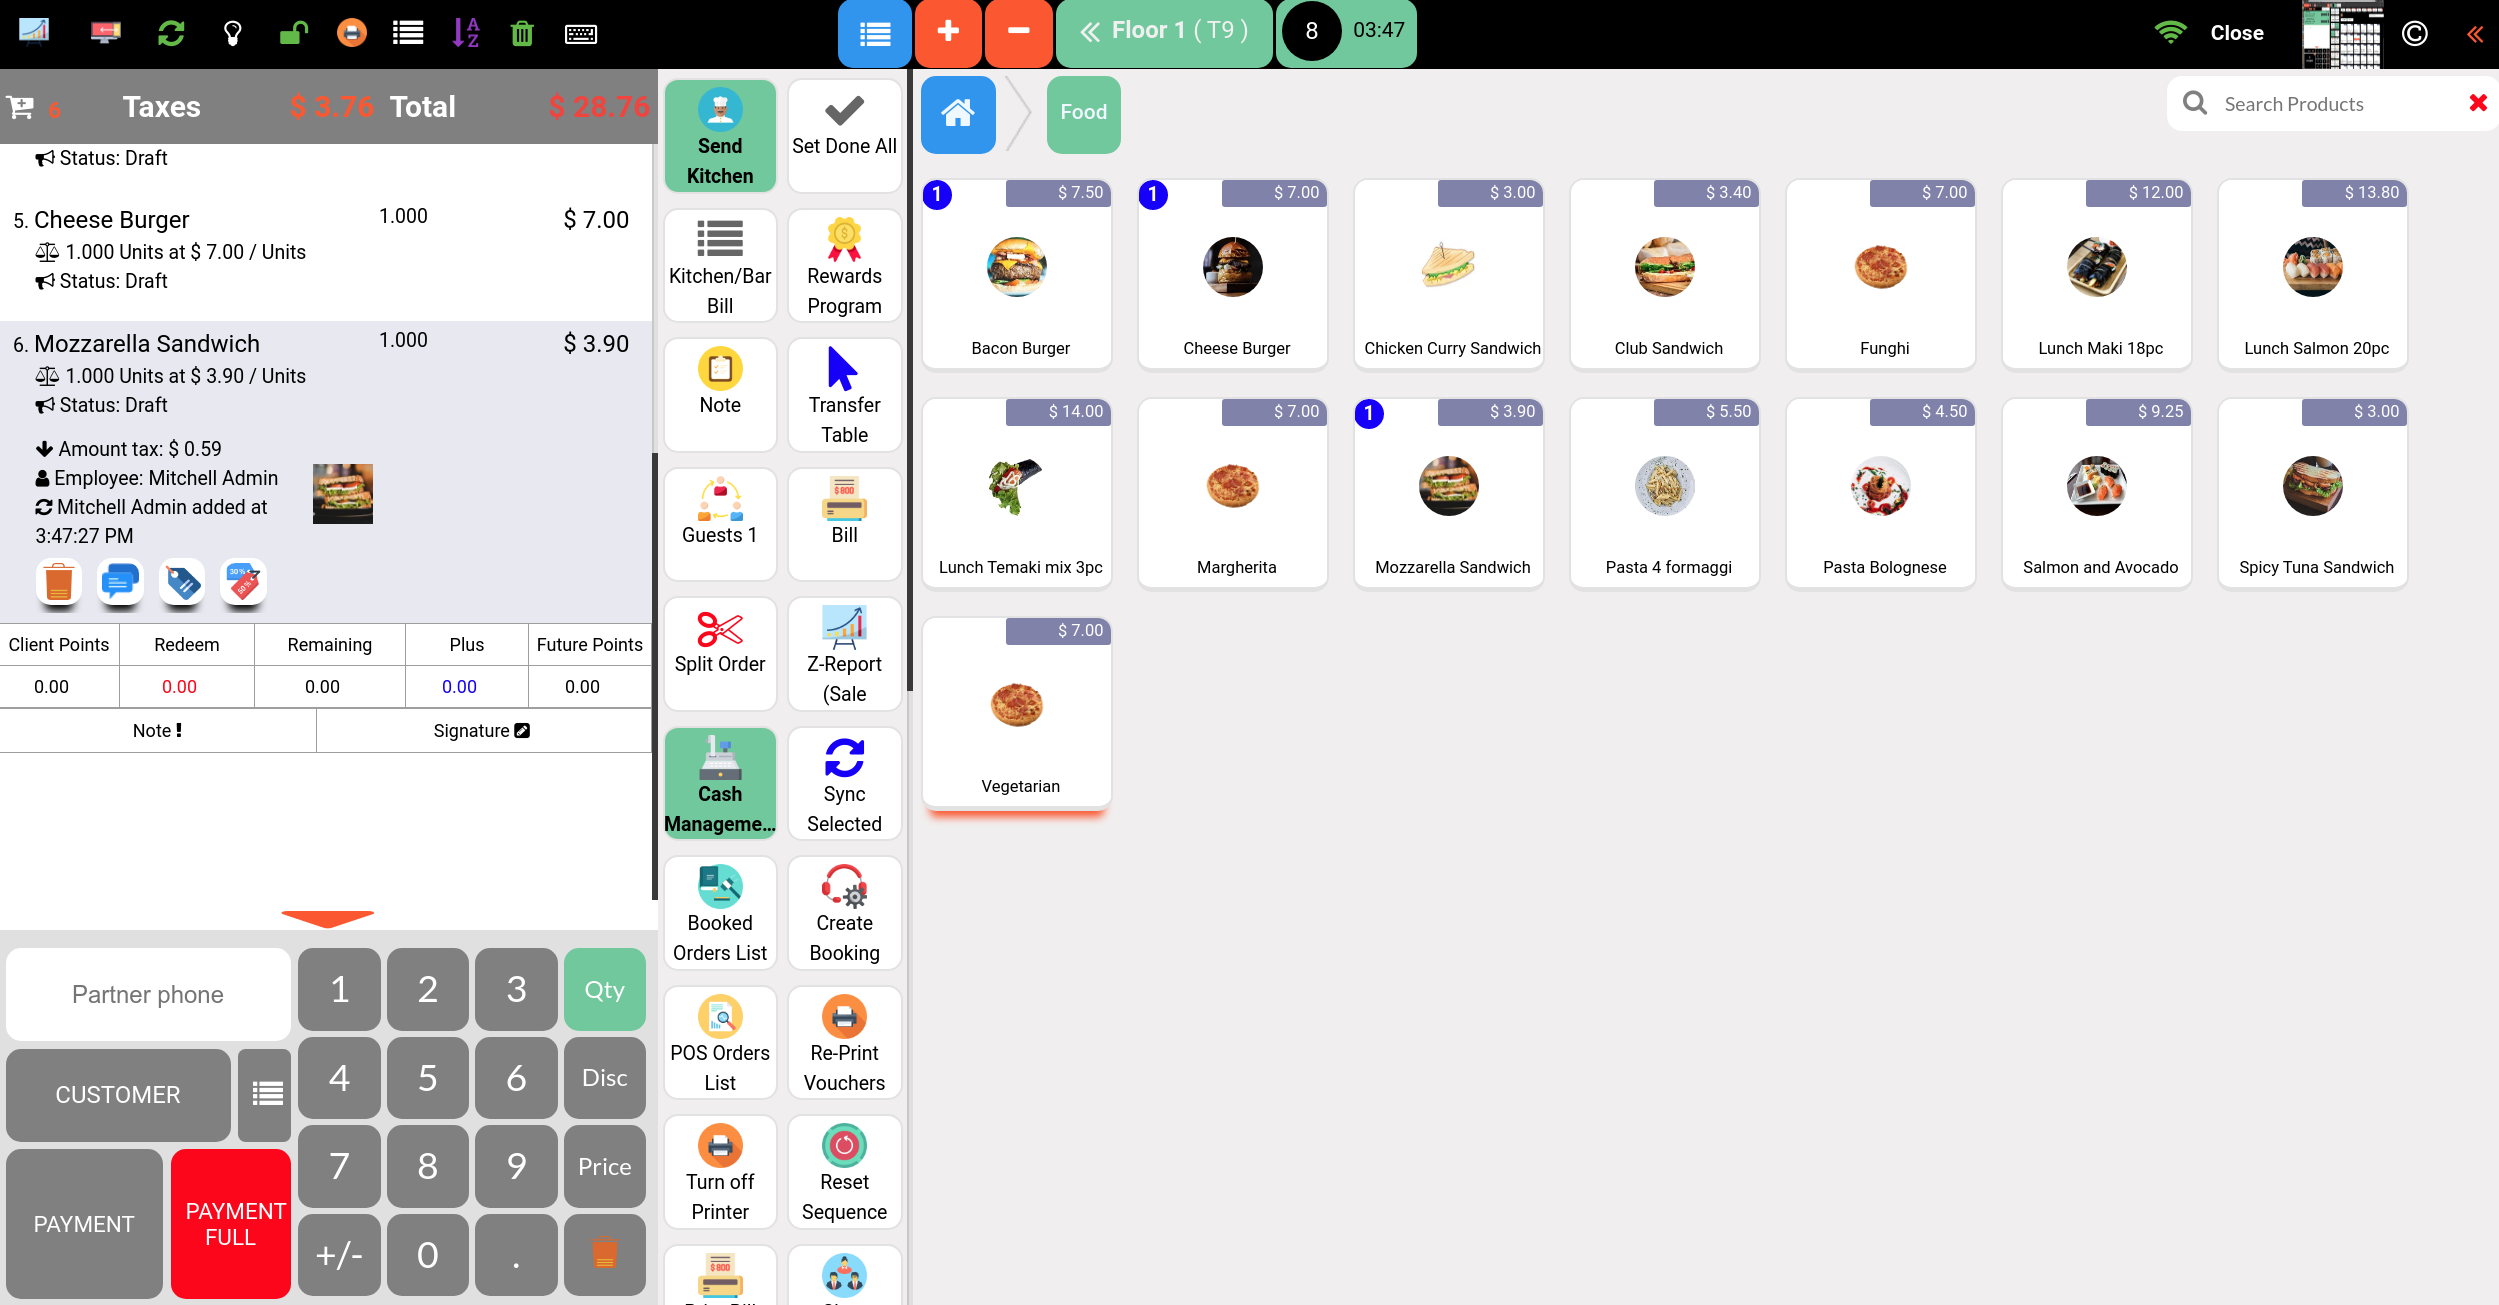 A
Z
Floor 1 ( T9 )
8
03:47
Close
6
Taxes
$ 3.76
Total
$ 28.76
Status: Draft
5. Cheese Burger
1.000
$ 7.00
1.000 Units at $ 7.00 / Units
Status: Draft
6. Mozzarella Sandwich
1.000
$ 3.90
1.000 Units at $ 3.90 / Units
Status: Draft
Amount tax: $ 0.59
Employee: Mitchell Admin
Mitchell Admin added at
3:47:27 PM
30%
50%
Client Points
Redeem
Remaining
Plus
Future Points
0.00
0.00
0.00
0.00
0.00
Note !
Signature
Partner phone
CUSTOMER
PAYMENT
PAYMENT
FULL
1
2
3
Qty
4
5
6
Disc
7
8
9
Price
+/-
0
.
Send
Kitchen
Set Done All
Kitchen/Bar
Bill
Rewards
Program
Note
Transfer
Table
Guests 1
$ 800
Bill
Split Order
Z-Report
(Sale
Cash
Manageme...
Sync
Selected
Booked
Orders List
Create
Booking
POS Orders
List
Re-Print
Vouchers
Turn off
Printer
Reset
Sequence
$ 800
Food
Search Products
1
$ 7.50
Bacon Burger
1
$ 7.00
Cheese Burger
$ 3.00
Chicken Curry Sandwich
$ 3.40
Club Sandwich
$ 7.00
Funghi
$ 12.00
Lunch Maki 18pc
$ 13.80
Lunch Salmon 20pc
$ 14.00
Lunch Temaki mix 3pc
$ 7.00
Margherita
1
$ 3.90
Mozzarella Sandwich
$ 5.50
Pasta 4 formaggi
$ 4.50
Pasta Bolognese
$ 9.25
Salmon and Avocado
$ 3.00
Spicy Tuna Sandwich
$ 7.00
Vegetarian